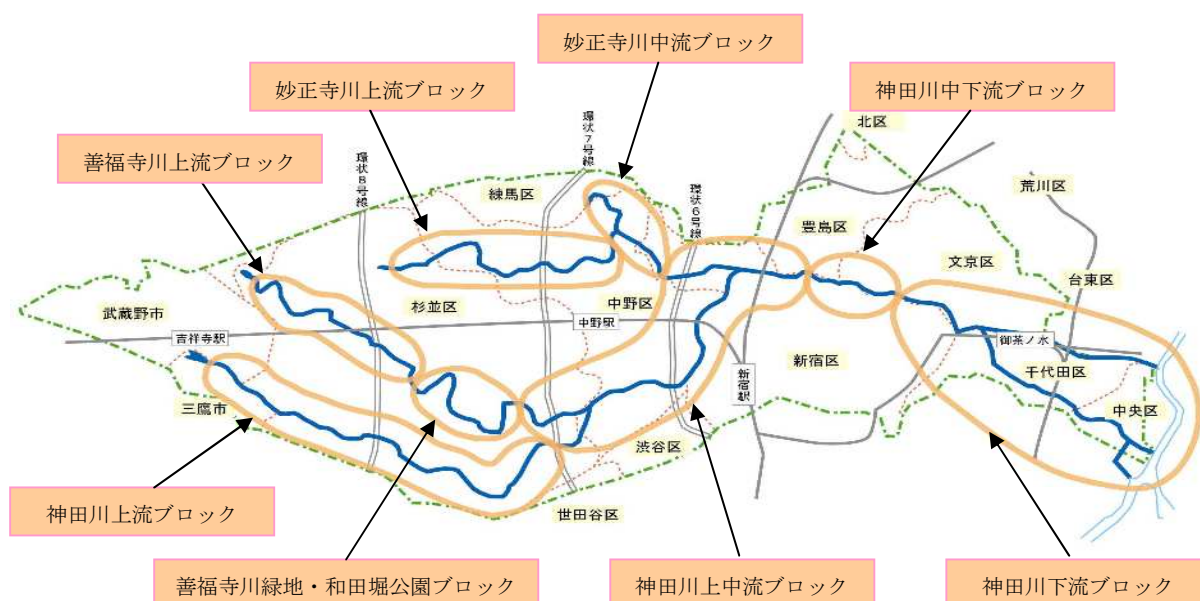 妙正寺川中流ブロック
妙正寺川上流ブロック
神田川中下流ブロック
善福寺川上流ブロック
環状8号線
環状7号線
環状6号線
北区
練馬区
荒川区
豊島区
文京区
台東区
武蔵野市
杉並区
中野区
中野駅
吉祥寺駅
御茶ノ水
新宿区
新宿駅
千代田区
中央区
三鷹市
渋谷区
世田谷区
神田川上流ブロック
善福寺川緑地・和田堀公園ブロック
神田川上中流ブロック
神田川下流ブロック